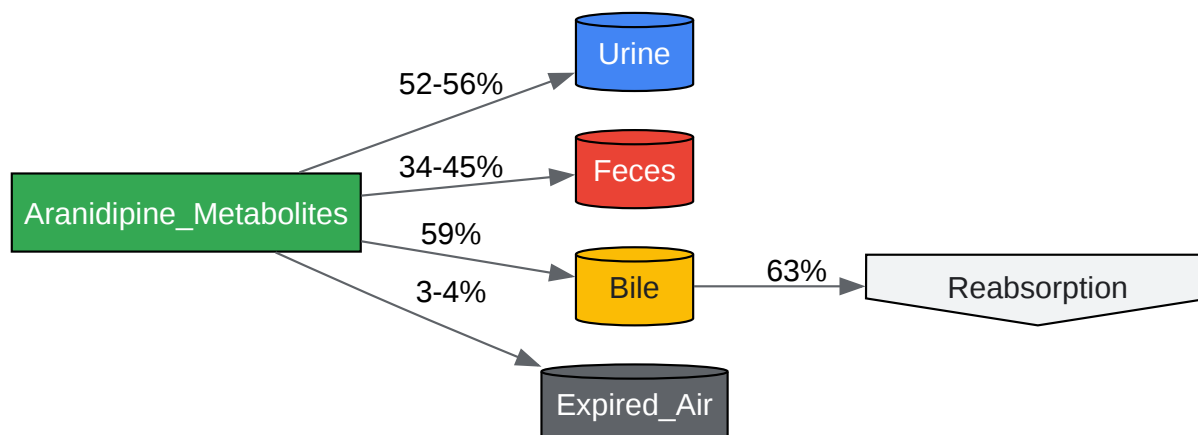 Urine
52-56%
34-45%
Feces
Aranidipine_Metabolites
59%
3-4%
Bile
63%
Reabsorption
Expired_Air